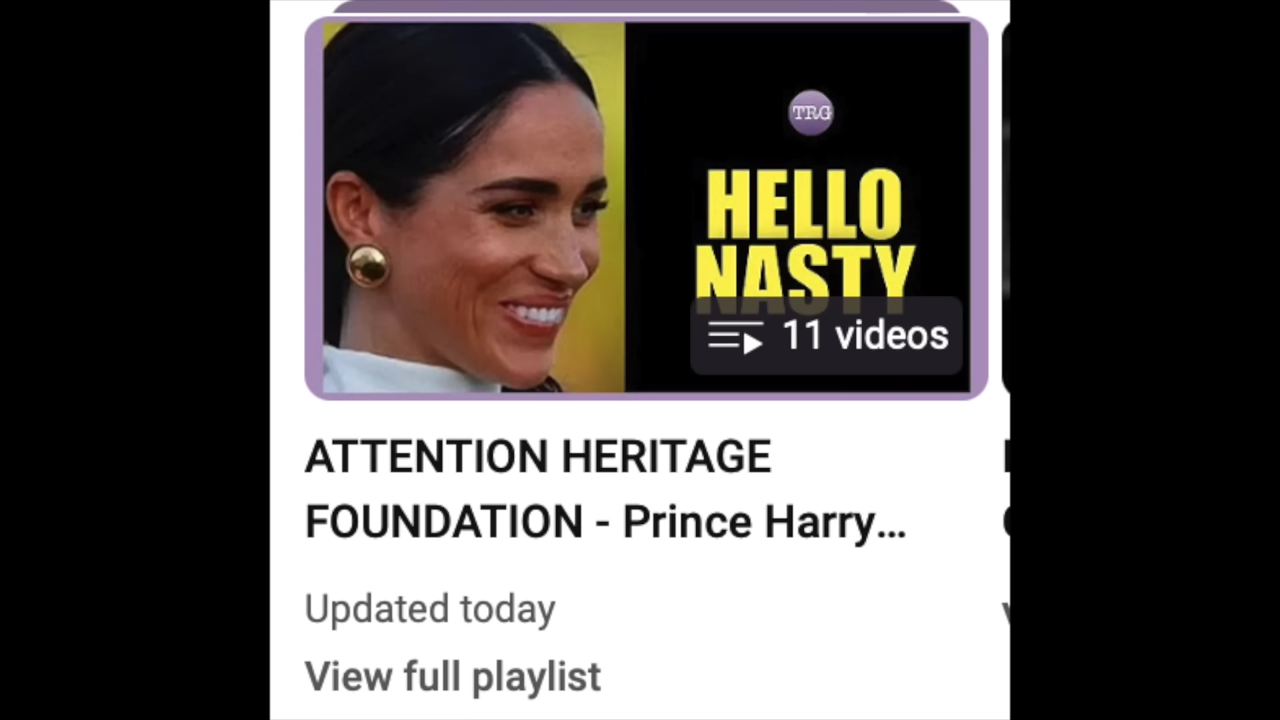 TRG
HELLO
NASTY
11 videos
ATTENTION HERITAGE
FOUNDATION - Prince Harry...
Updated today
View full playlist